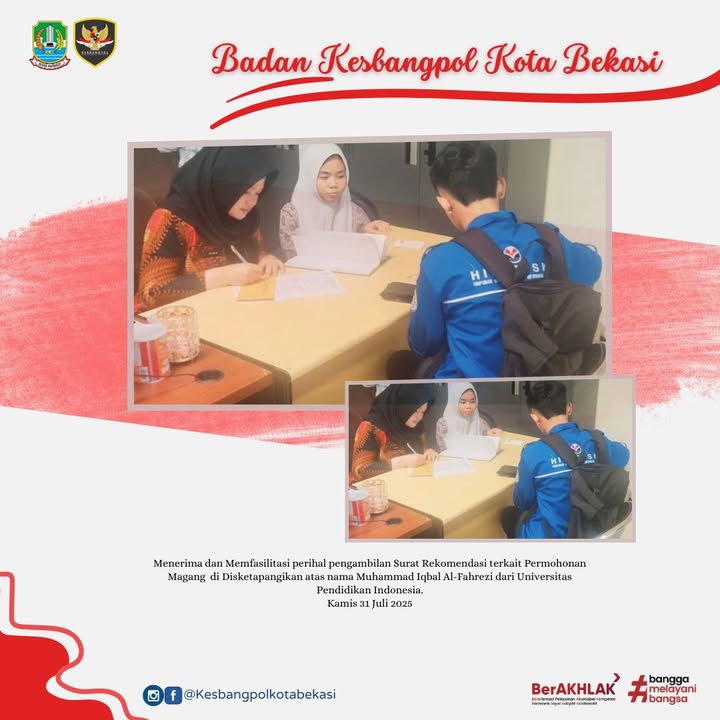 Badan Kesbangpol Kota Bekasi
Menerima dan Memfasilitasi perihal pengambilan Surat Rekomendasi terkait Permohonan
Magang di Disketapangikan atas nama Muhammad Iqbal Al-Fahrezi dari Universitas
Pendidikan Indonesia.
Kamis 31 Juli 2025
@Kesbangpolkotabekasi
BerAKHLAK
#bangga
melayani
bangsa